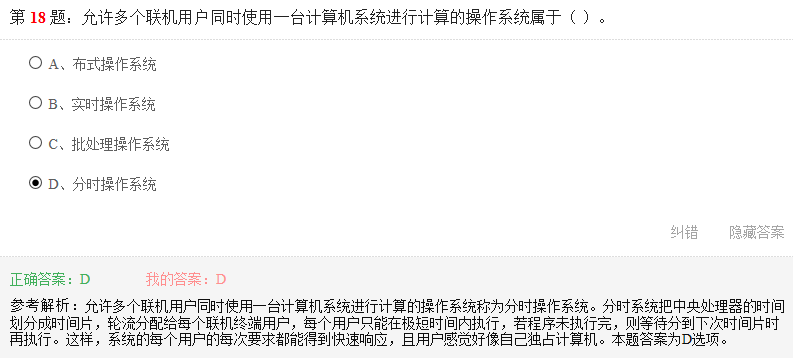 第 18 题：允许多个联机用户同时使用一台计算机系统进行计算的操作系统属于（ ）。
A、布式操作系统
B、实时操作系统
C、批处理操作系统
D、分时操作系统
纠错 隐藏答案
正确答案：D 我的答案：D
参考解析：允许多个联机用户同时使用一台计算机系统进行计算的操作系统称为分时操作系统。分时系统把中央处理器的时间
划分成时间片，轮流分配给每个联机终端用户，每个用户只能在极短时间内执行，若程序未执行完，则等待分到下次时间片时
再执行。这样，系统的每个用户的每次要求都能得到快速响应，且用户感觉好像自己独占计算机。本题答案为D选项。